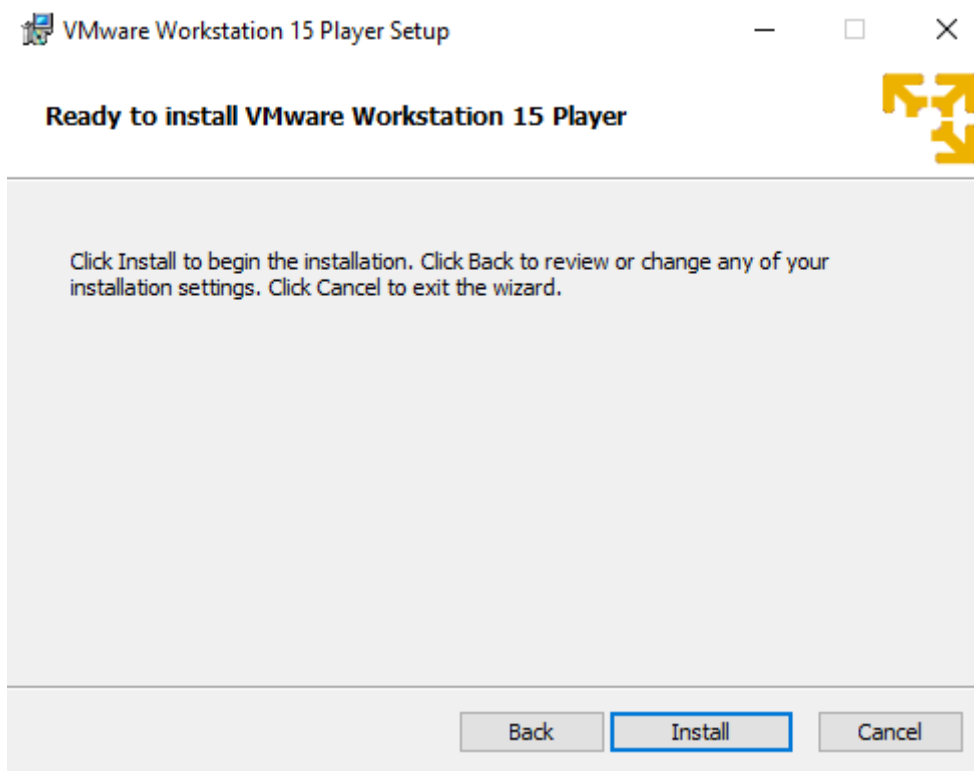 VMware Workstation 15 Player Setup
Ready to install VMware Workstation 15 Player
Click Install to begin the installation. Click Back to review or change any of your
installation settings. Click Cancel to exit the wizard.
Back Install Cancel